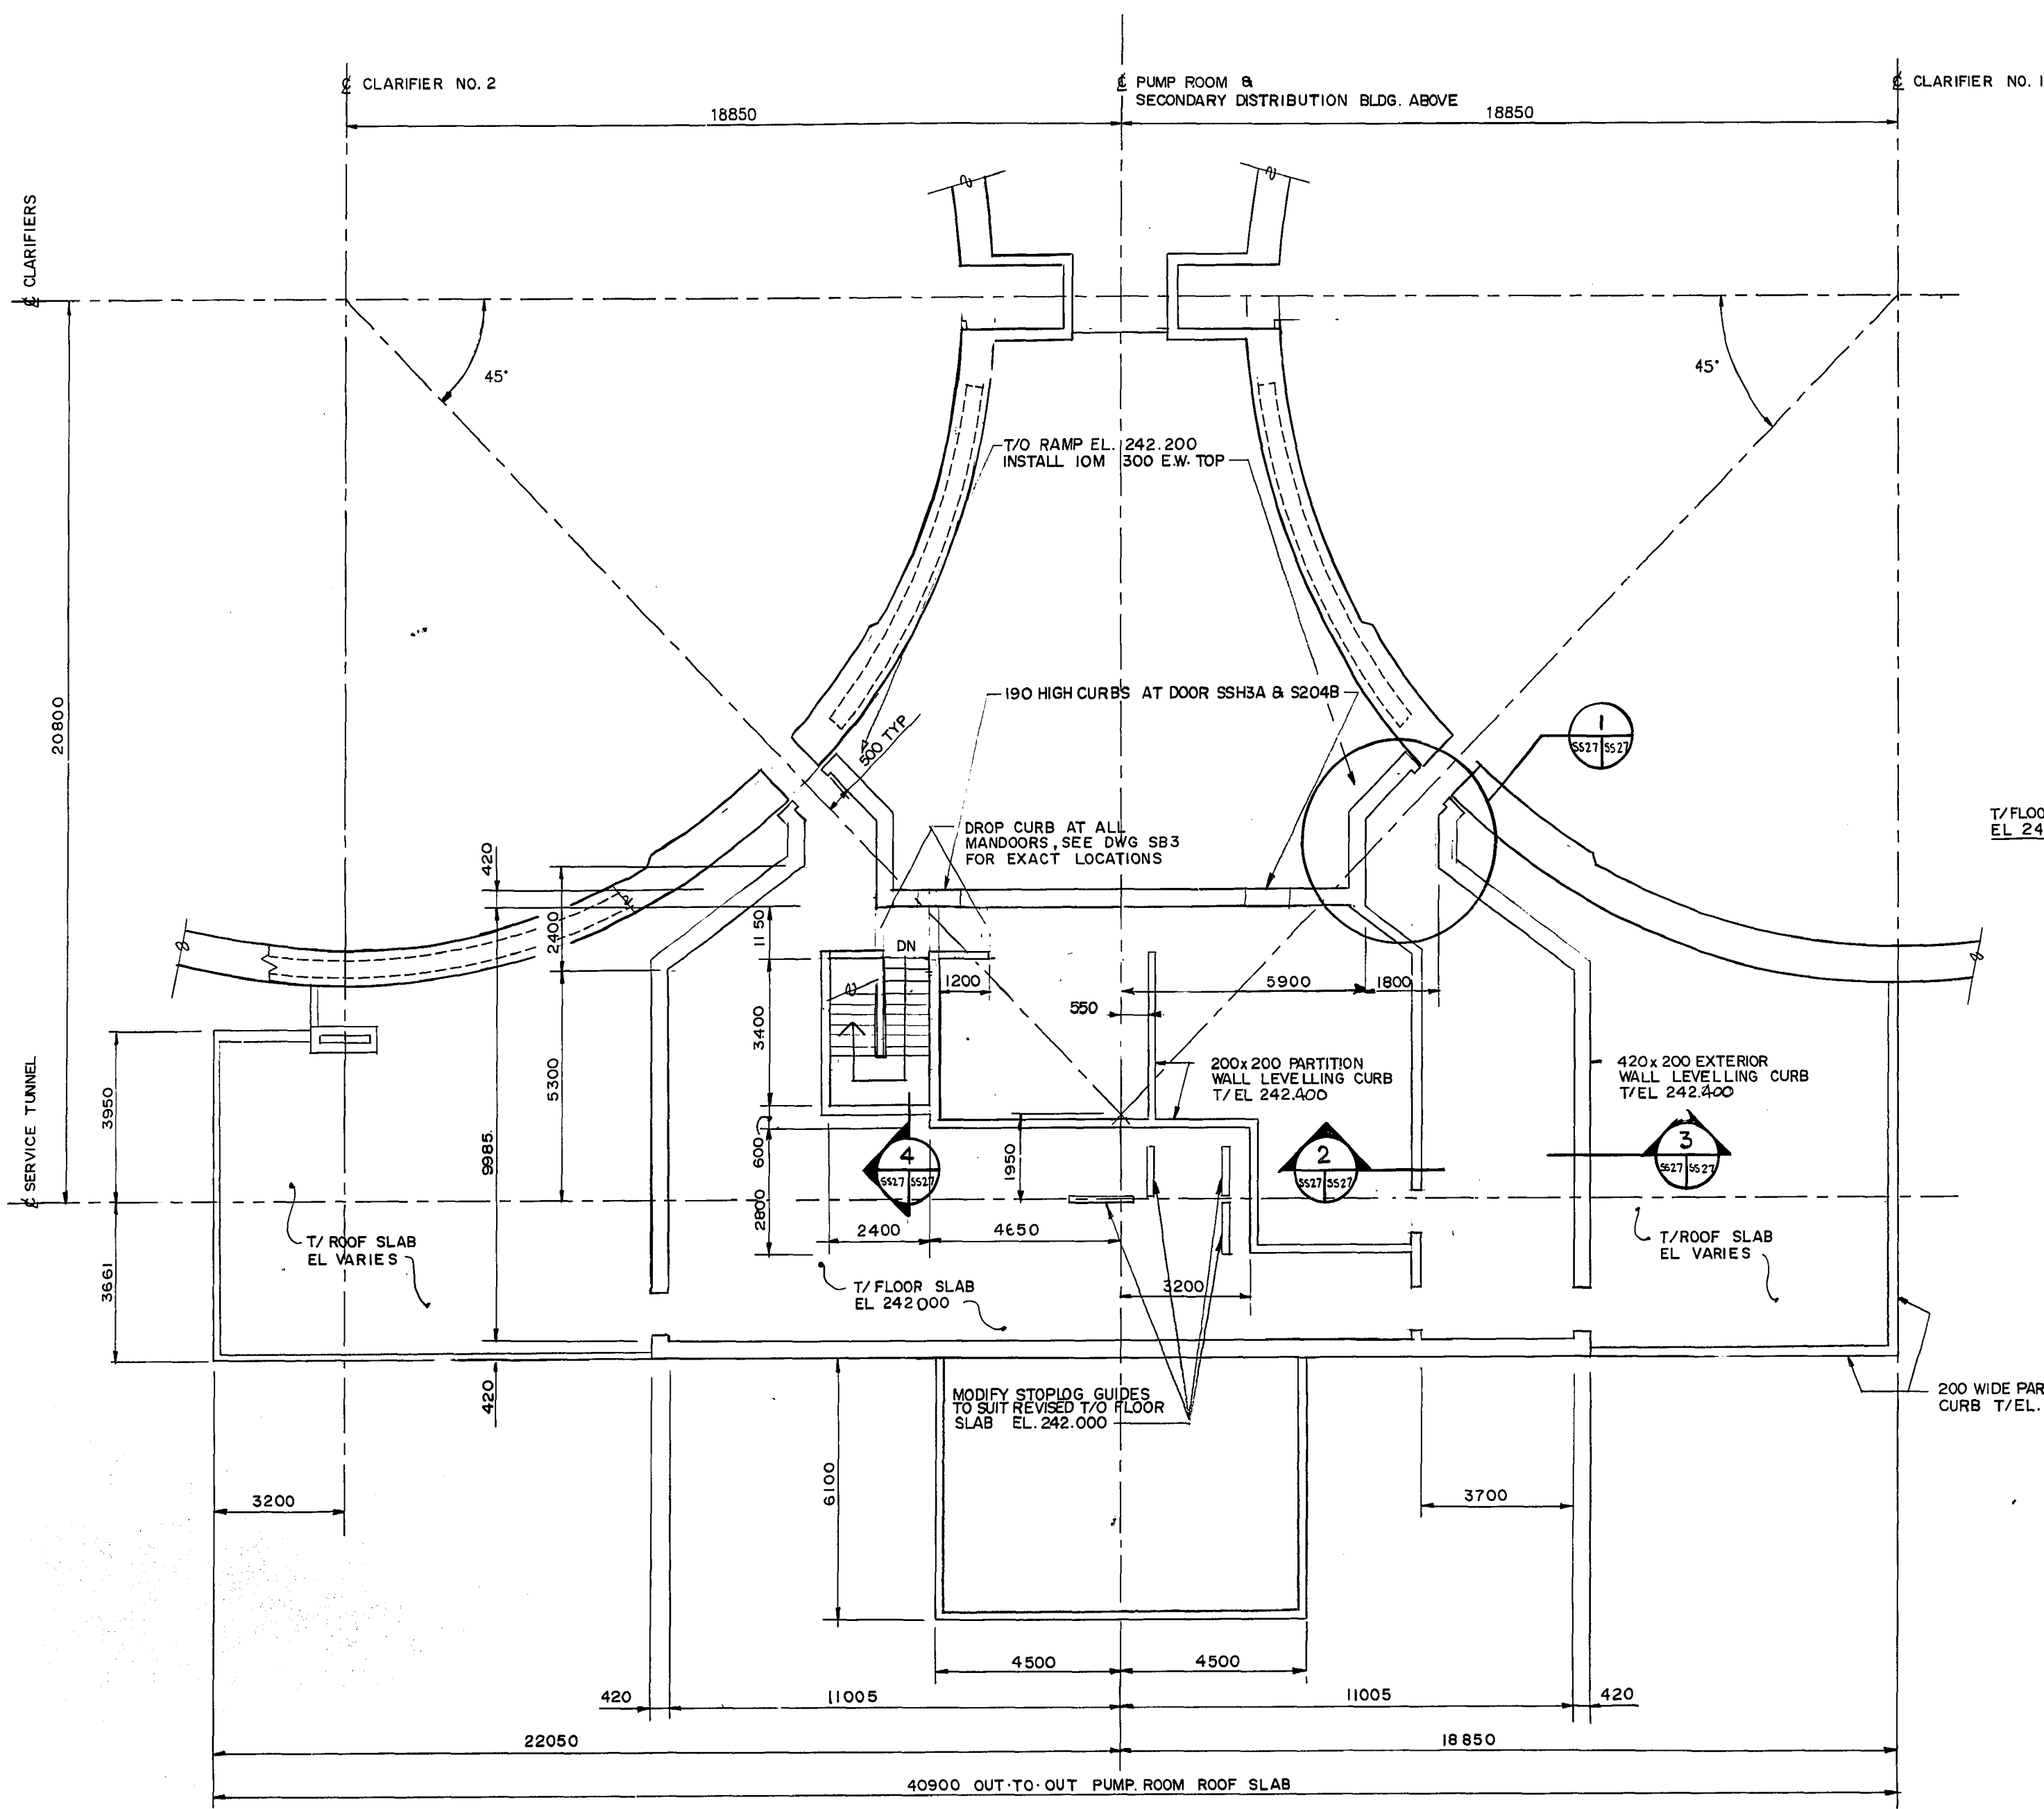 ℄ CLARIFIER NO. 2
℄ PUMP ROOM &
SECONDARY DISTRIBUTION BLDG. ABOVE
℄ CLARIFIER NO. 1
18850
18850
℄ CLARIFIERS
45°
45°
T/O RAMP EL. 242.200
INSTALL 10M 300 E.W. TOP
20800
190 HIGH CURBS AT DOOR SSH3A & S204B
500 TYP
1
SS27 SS27
T/FLOO
EL 24
DROP CURB AT ALL
MANDOORS, SEE DWG SB3
FOR EXACT LOCATIONS
420
2400
1150
DN
1200
5900
1800
550
3400
5300
9985
200x200 PARTITION
WALL LEVELLING CURB
T/EL 242.400
420x200 EXTERIOR
WALL LEVELLING CURB
T/EL 242.400
℄ SERVICE TUNNEL
3950
600
1950
4
SS27 SS27
2
SS27 SS27
3
SS27 SS27
2800
2400
4650
T/ROOF SLAB
EL VARIES
T/ROOF SLAB
EL VARIES
3661
T/FLOOR SLAB
EL 242000
3200
420
MODIFY STOPLOG GUIDES
TO SUIT REVISED T/O FLOOR
SLAB EL. 242.000
200 WIDE PAR
CURB T/EL.
6100
3200
3700
4500
4500
420
11005
11005
420
22050
18850
40900 OUT-TO-OUT PUMP ROOM ROOF SLAB